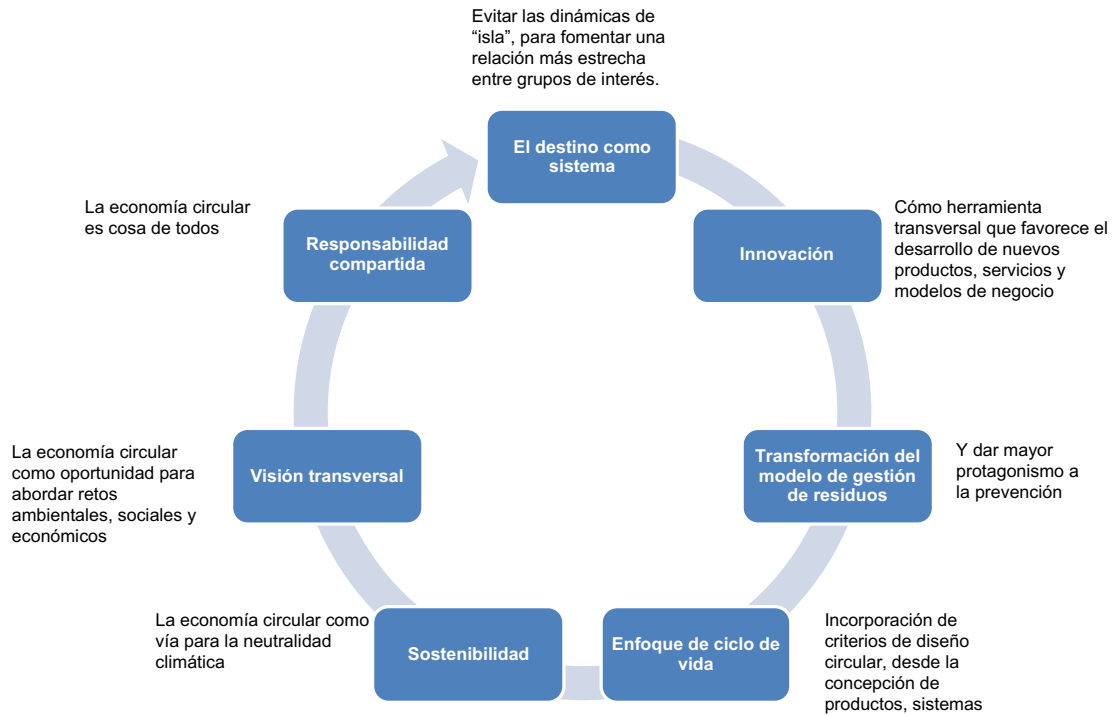 Evitar las dinámicas de
“isla”, para fomentar una
relación más estrecha
entre grupos de interés.
El destino como
sistema
Innovación
Cómo herramienta
transversal que favorece el
desarrollo de nuevos
productos, servicios y
modelos de negocio
Transformación del
modelo de gestión
de residuos
Y dar mayor
protagonismo a
la prevención
Enfoque de ciclo de
vida
Incorporación de
criterios de diseño
circular, desde la
concepción de
productos, sistemas
Sostenibilidad
La economía circular como
vía para la neutralidad
climática
Visión transversal
La economía circular
como oportunidad para
abordar retos
ambientales, sociales y
económicos
Responsabilidad
compartida
La economía circular
es cosa de todos